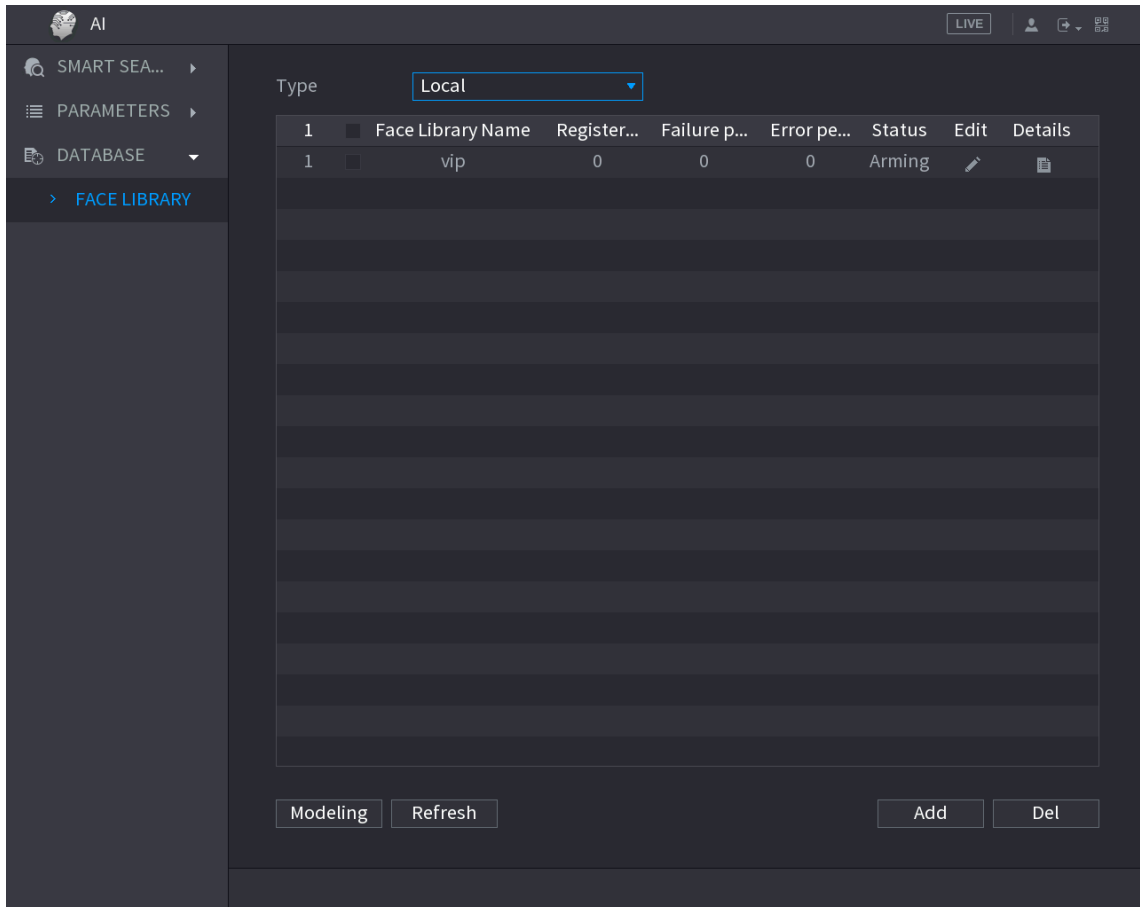 AI LIVE
SMART SEA...
PARAMETERS
DATABASE
FACE LIBRARY
Type Local
1 Face Library Name Register... Failure p... Error pe... Status Edit Details
1 vip 0 0 0 Arming
Modeling Refresh Add Del